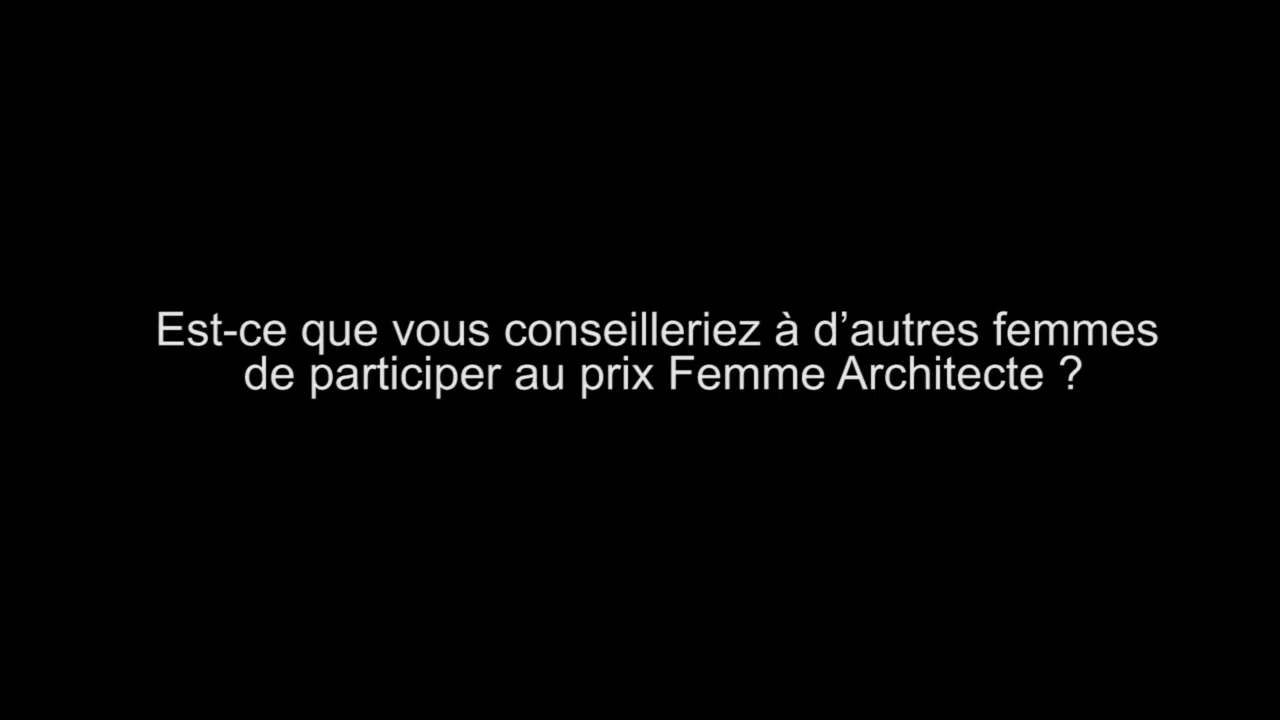 Est-ce que vous conseilleriez à d’autres femmes
de participer au prix Femme Architecte ?